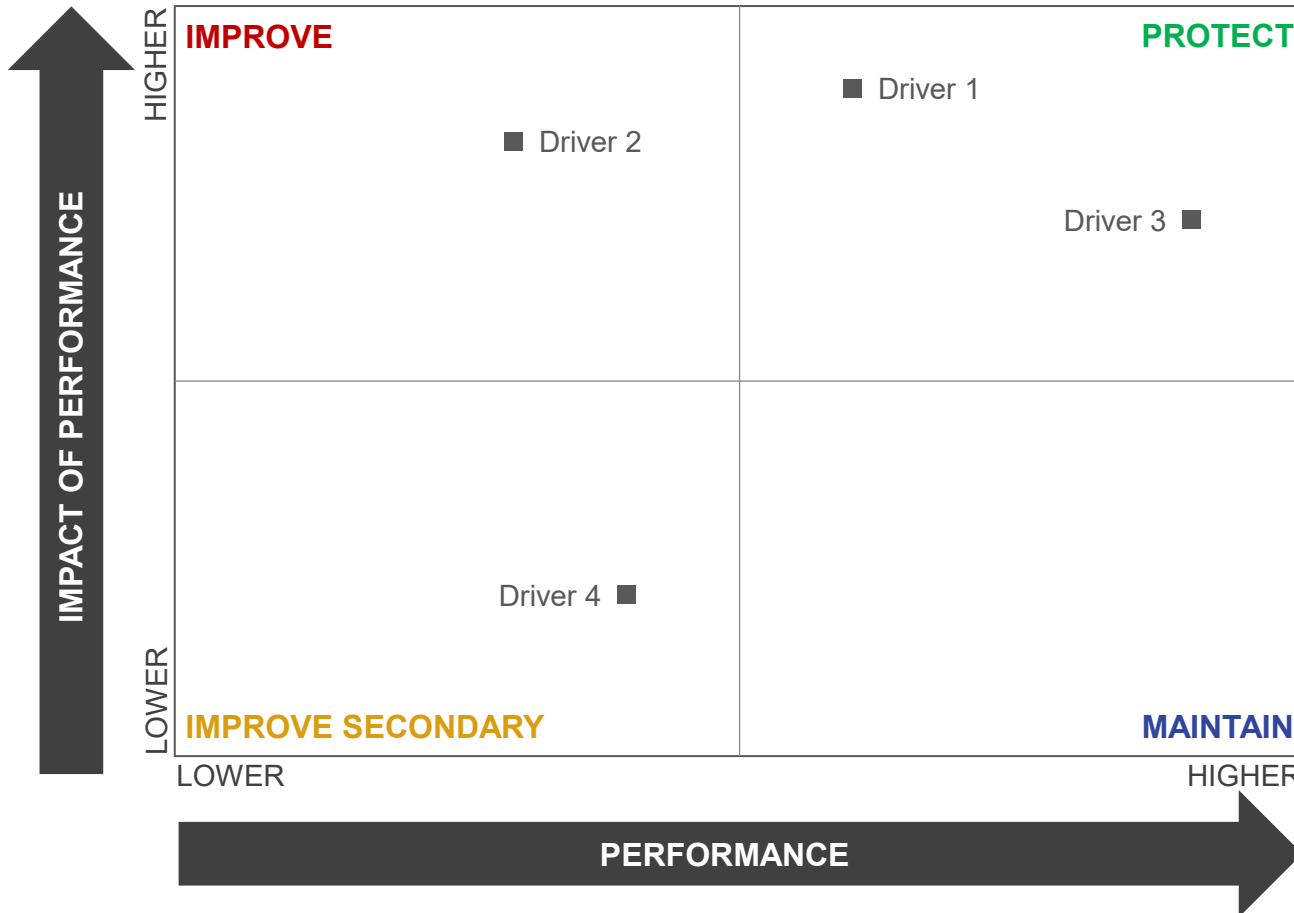 HIGHER
IMPROVE
PROTECT
Driver 1
Driver 2
Driver 3
IMPACT OF PERFORMANCE
Driver 4
LOWER
IMPROVE SECONDARY
MAINTAIN
LOWER
HIGHER
PERFORMANCE